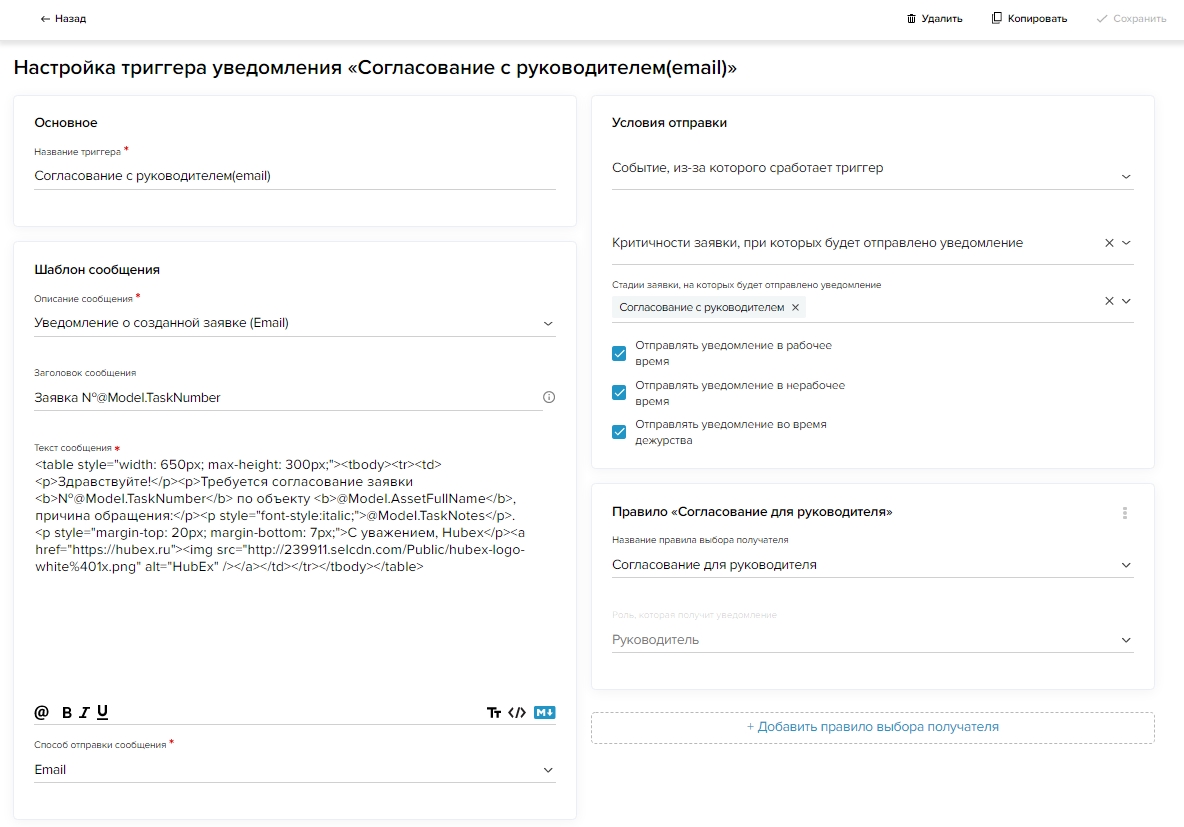 Назад
Удалить
Копировать
Сохранить
Настройка триггера уведомления «Согласование с руководителем(email)»
Основное
Название триггера *
Согласование с руководителем(email)
Шаблон сообщения
Описание сообщения *
Уведомление о созданной заявке (Email)
Заголовок сообщения
Заявка №@Model.TaskNumber
Текст сообщения *
<table style="width: 650px; max-height: 300px;"><tbody><tr><td>
<p>Здравствуйте!</p><p>Требуется согласование заявки
<b>№@Model.TaskNumber</b> по объекту <b>@Model.AssetFullName</b>,
причина обращения:</p><p style="font-style:italic;">@Model.TaskNotes</p>.
<p style="margin-top: 20px; margin-bottom: 7px;">С уважением, Hubex</p><a
href="https://hubex.ru"><img src="http://239911.selcdn.com/Public/hubex-logo-
white%401x.png" alt="HubEx" /></a></td></tr></tbody></table>
@ B I U Tт </> M↓
Способ отправки сообщения *
Email
Условия отправки
Событие, из-за которого сработает триггер
Критичности заявки, при которых будет отправлено уведомление
Стадии заявки, на которых будет отправлено уведомление
Согласование с руководителем
Отправлять уведомление в рабочее
время
Отправлять уведомление в нерабочее
время
Отправлять уведомление во время
дежурства
Правило «Согласование для руководителя»
Название правила выбора получателя
Согласование для руководителя
Роль, которая получит уведомление
Руководитель
+ Добавить правило выбора получателя